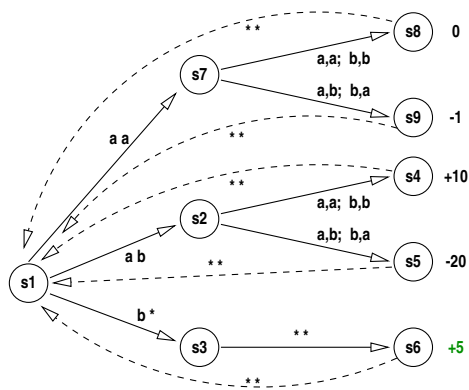 * * s8 0
s7 a,a; b,b
a,b; b,a
a a * * s9 -1
* * s4 +10
s2 a,a; b,b
a,b; b,a
a b * * s5 -20
s1
b * * *
s3 s6 +5
* *